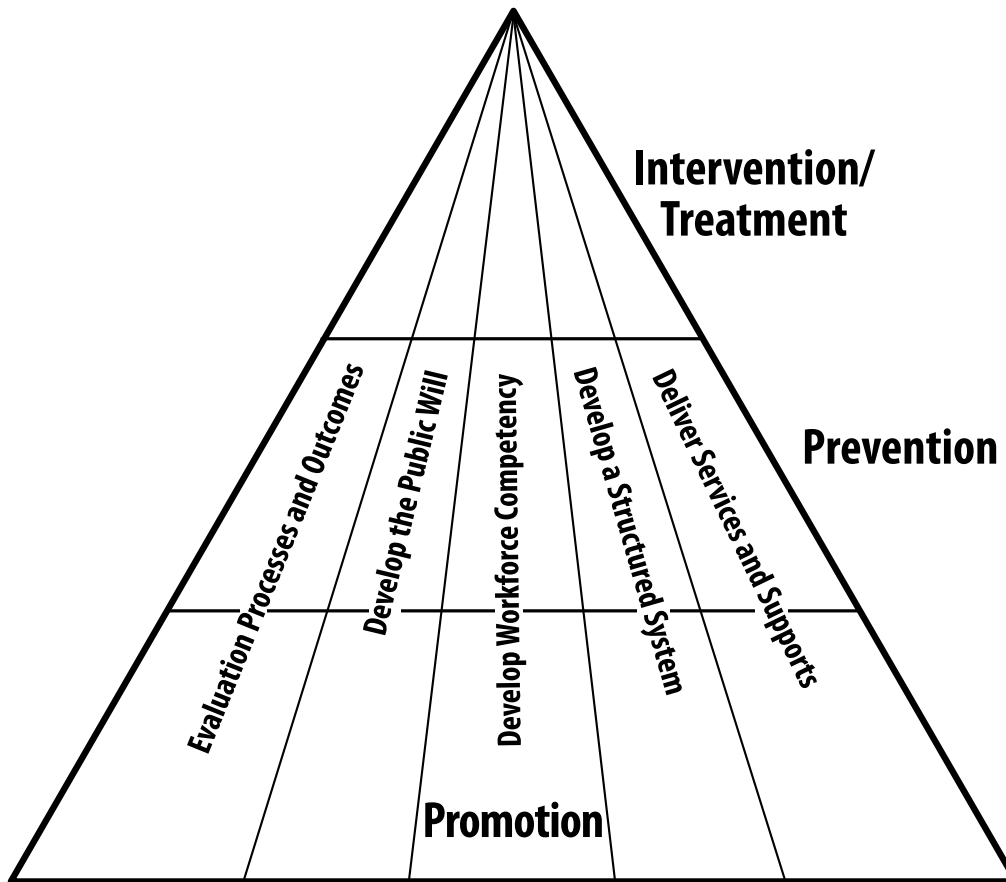 Intervention/
Treatment
Evaluation Processes and Outcomes
Develop the Public Will
Develop Workforce Competency
Develop a Structured System
Deliver Services and Supports
Prevention
Promotion